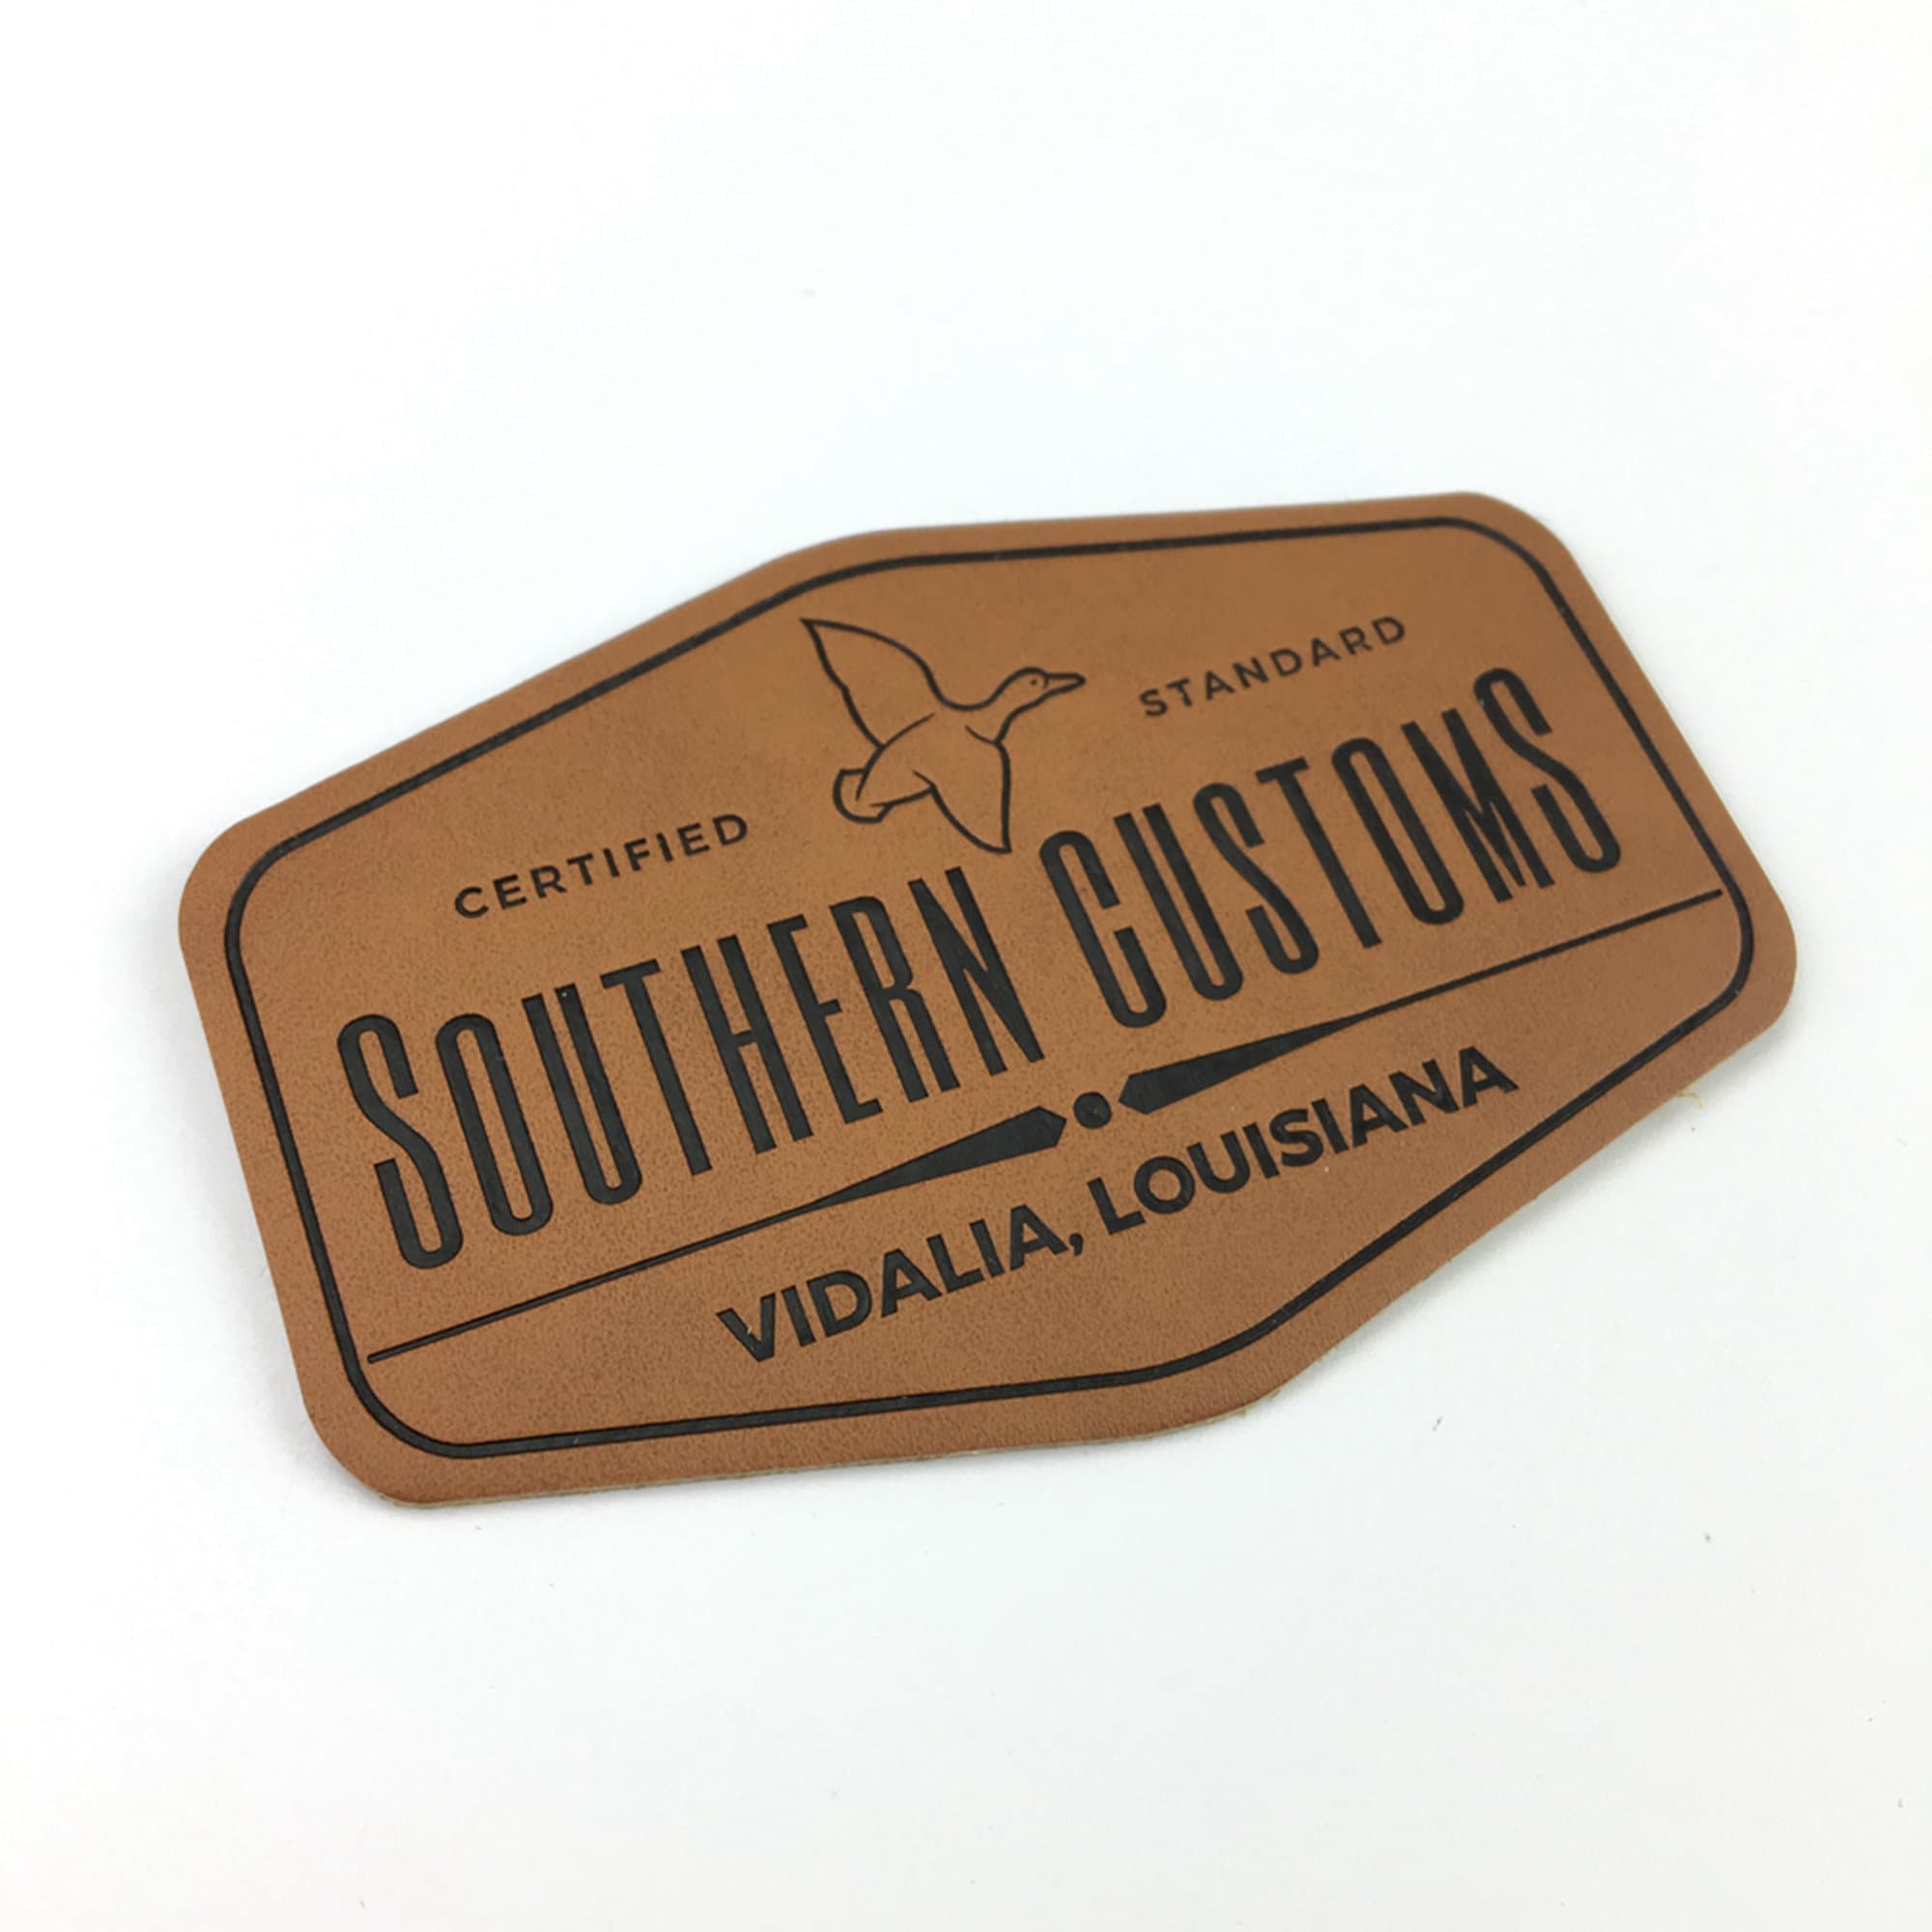 CERTIFIED STANDARD
SOUTHERN CUSTOMS
VIDALIA, LOUISIANA